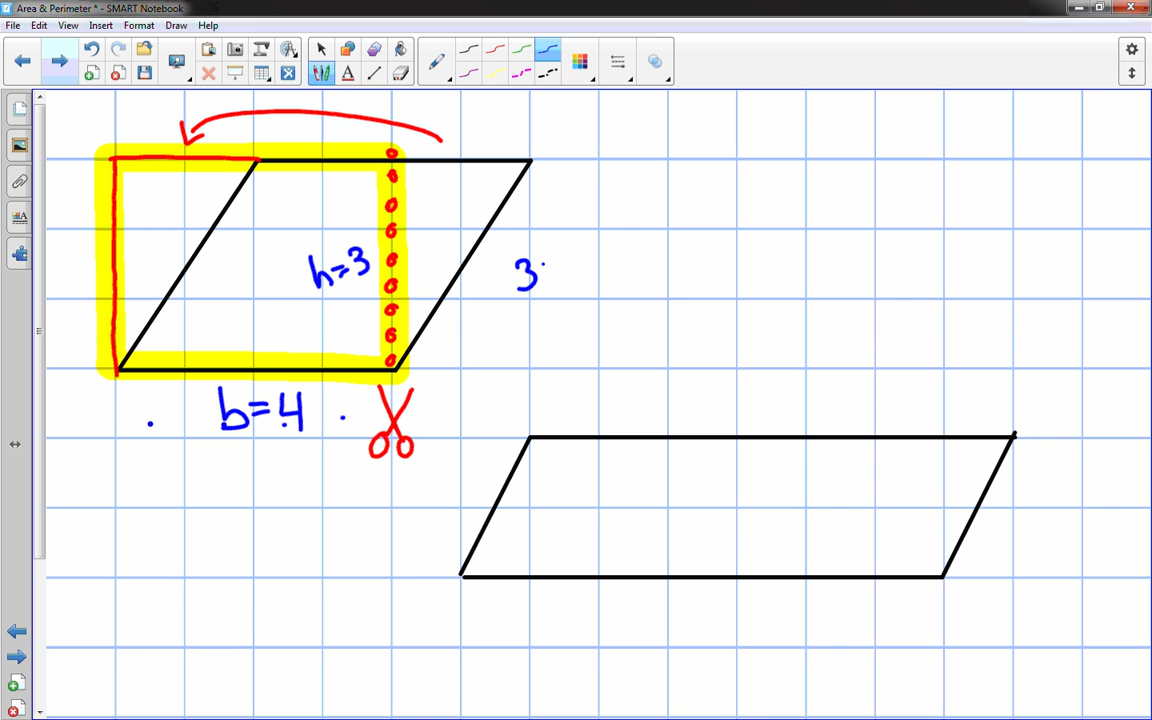 Area & Perimeter * - SMART Notebook
File Edit View Insert Format Draw Help
h=3
3·
b=4